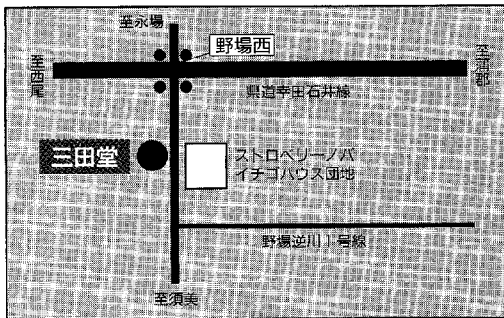 至永場
野場西
至西尾
至蒲郡
県道幸田石井線
三田堂
ストロベリーノバ
イチゴハウス団地
野場逆川1号線
至須美